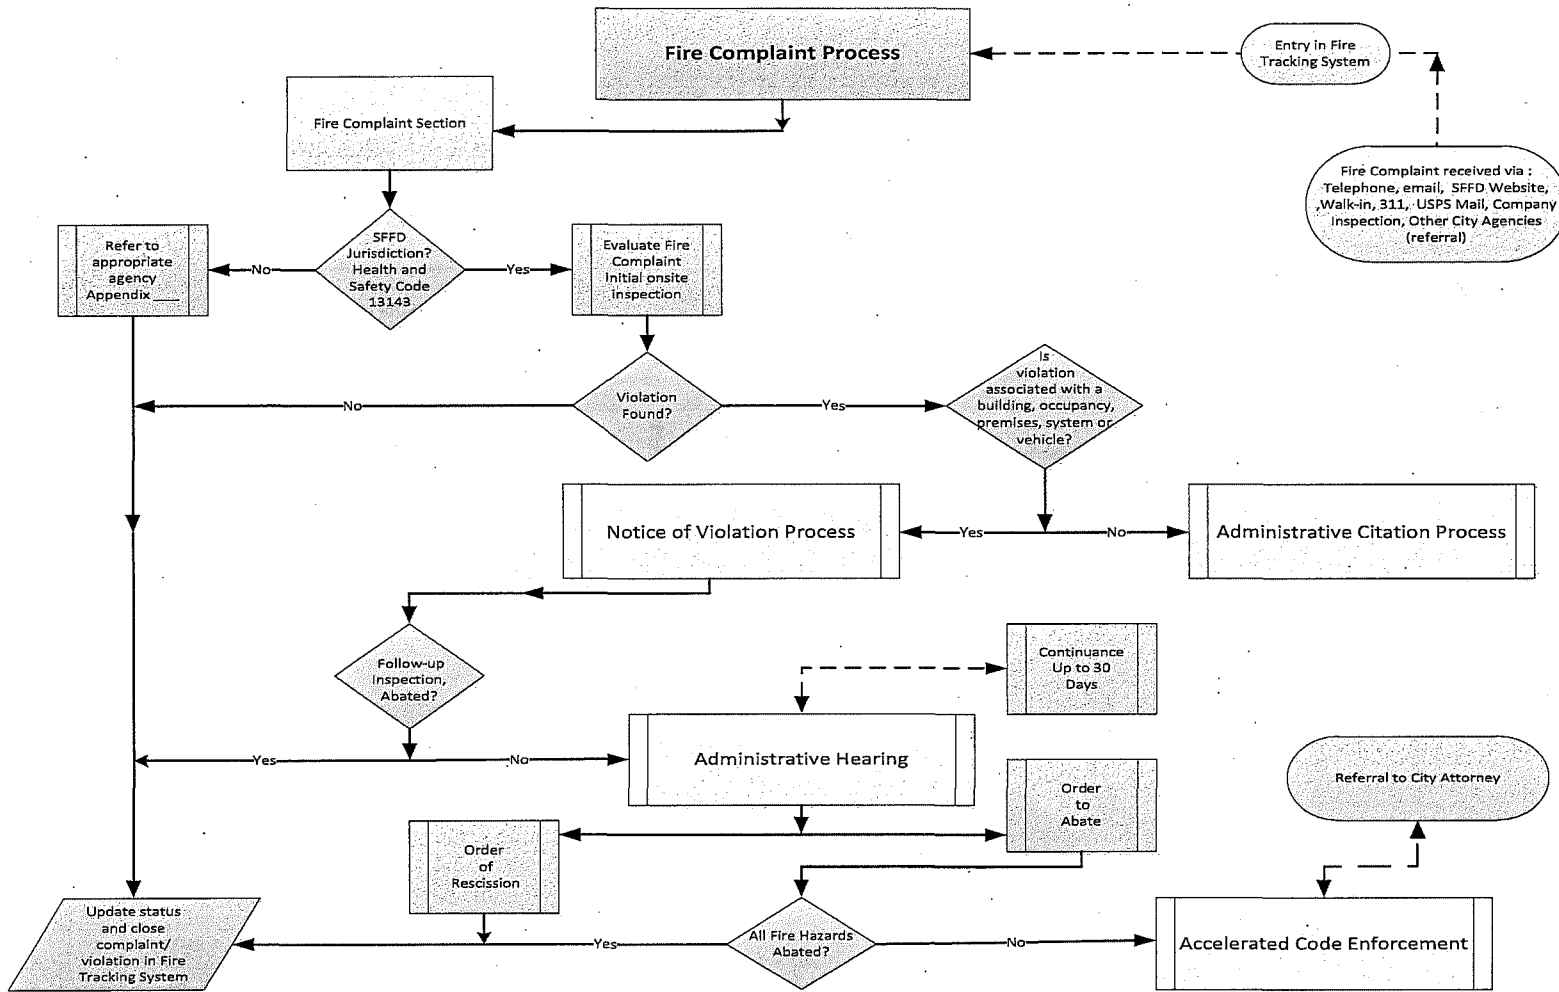 Fire Complaint Process
Entry in Fire
Tracking System
Fire Complaint Section
Fire Complaint received via :
Telephone, email, SFFD Website,
,Walk-in, 311, USPS Mail, Company
Inspection, Other City Agencies
(referral)
Refer to
appropriate
agency
Appendix ____
No
SFFD
Jurisdiction?
Health and
Safety Code
13143
Yes
Evaluate Fire
Complaint
Initial onsite
inspection
No
Violation
Found?
Yes
Is
violation
associated with a
building, occupancy,
premises, system or
vehicle?
Notice of Violation Process
Yes
No
Administrative Citation Process
Follow-up
Inspection,
Abated?
Continuance
Up to 30
Days
Yes
No
Administrative Hearing
Order
to
Abate
Referral to City Attorney
Order
of
Rescission
Update status
and close
complaint/
violation in Fire
Tracking System
Yes
All Fire Hazards
Abated?
No
Accelerated Code Enforcement